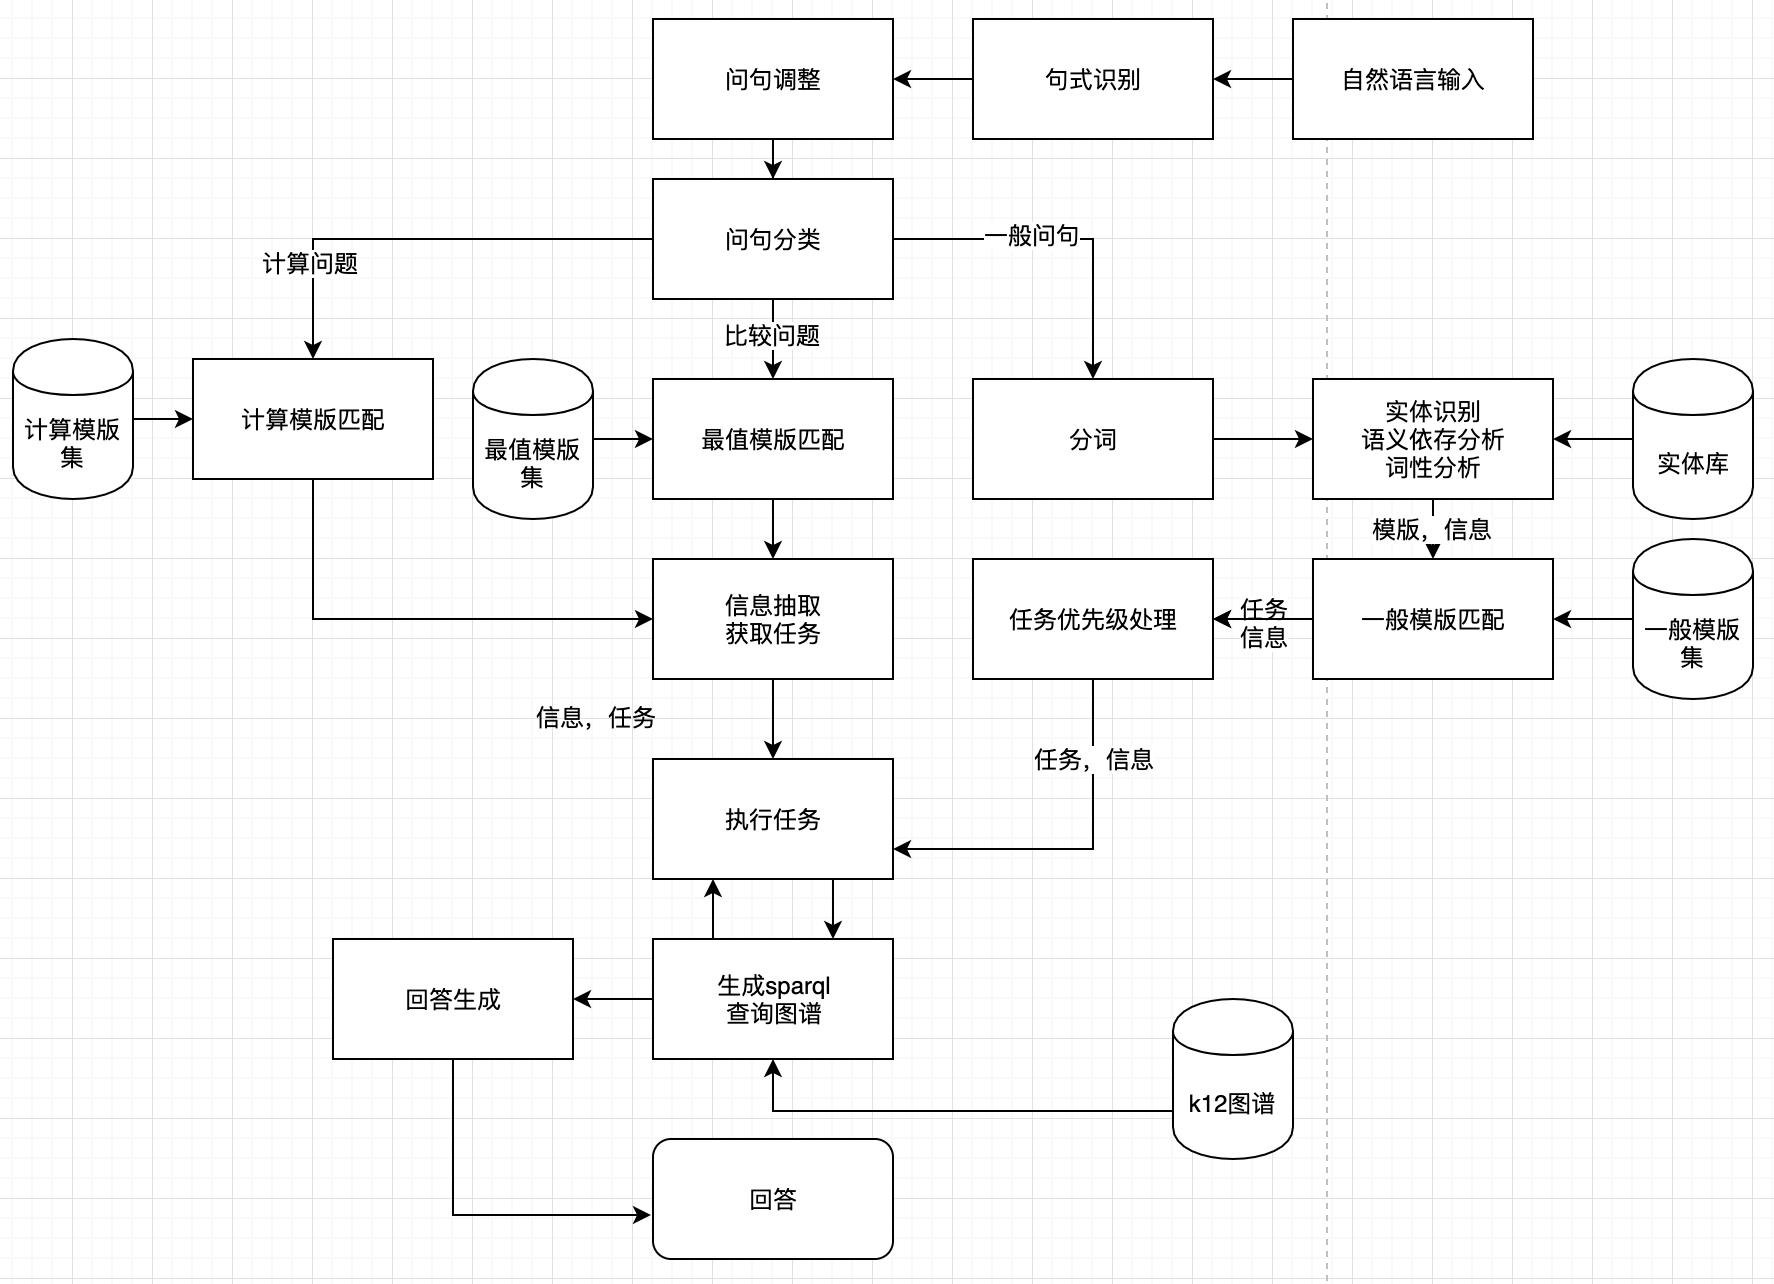 问句调整
句式识别
自然语言输入
问句分类
一般问句
计算问题
比较问题
计算模版
集
计算模版匹配
最值模版
集
最值模版匹配
分词
实体识别
语义依存分析
词性分析
实体库
模版，信息
信息抽取
获取任务
任务优先级处理
任务
信息
一般模版匹配
一般模版
集
信息，任务
任务，信息
执行任务
回答生成
生成sparql
查询图谱
k12图谱
回答